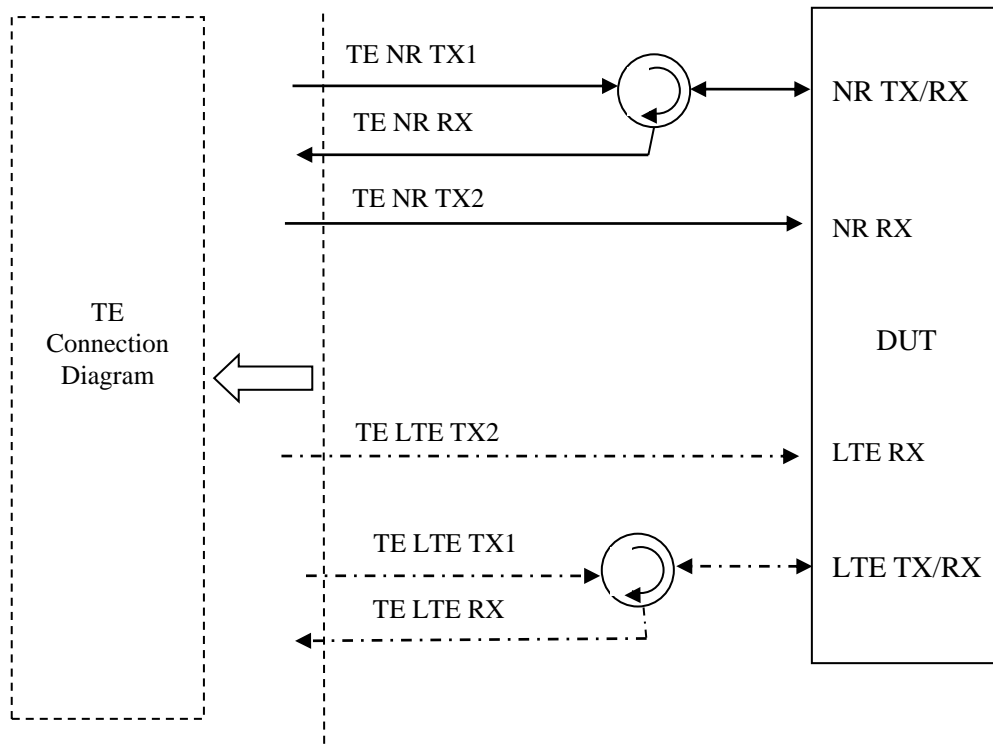 TE NR TX1
NR TX/RX
TE NR RX
TE NR TX2
NR RX
TE
Connection
Diagram
DUT
TE LTE TX2
LTE RX
TE LTE TX1
LTE TX/RX
TE LTE RX